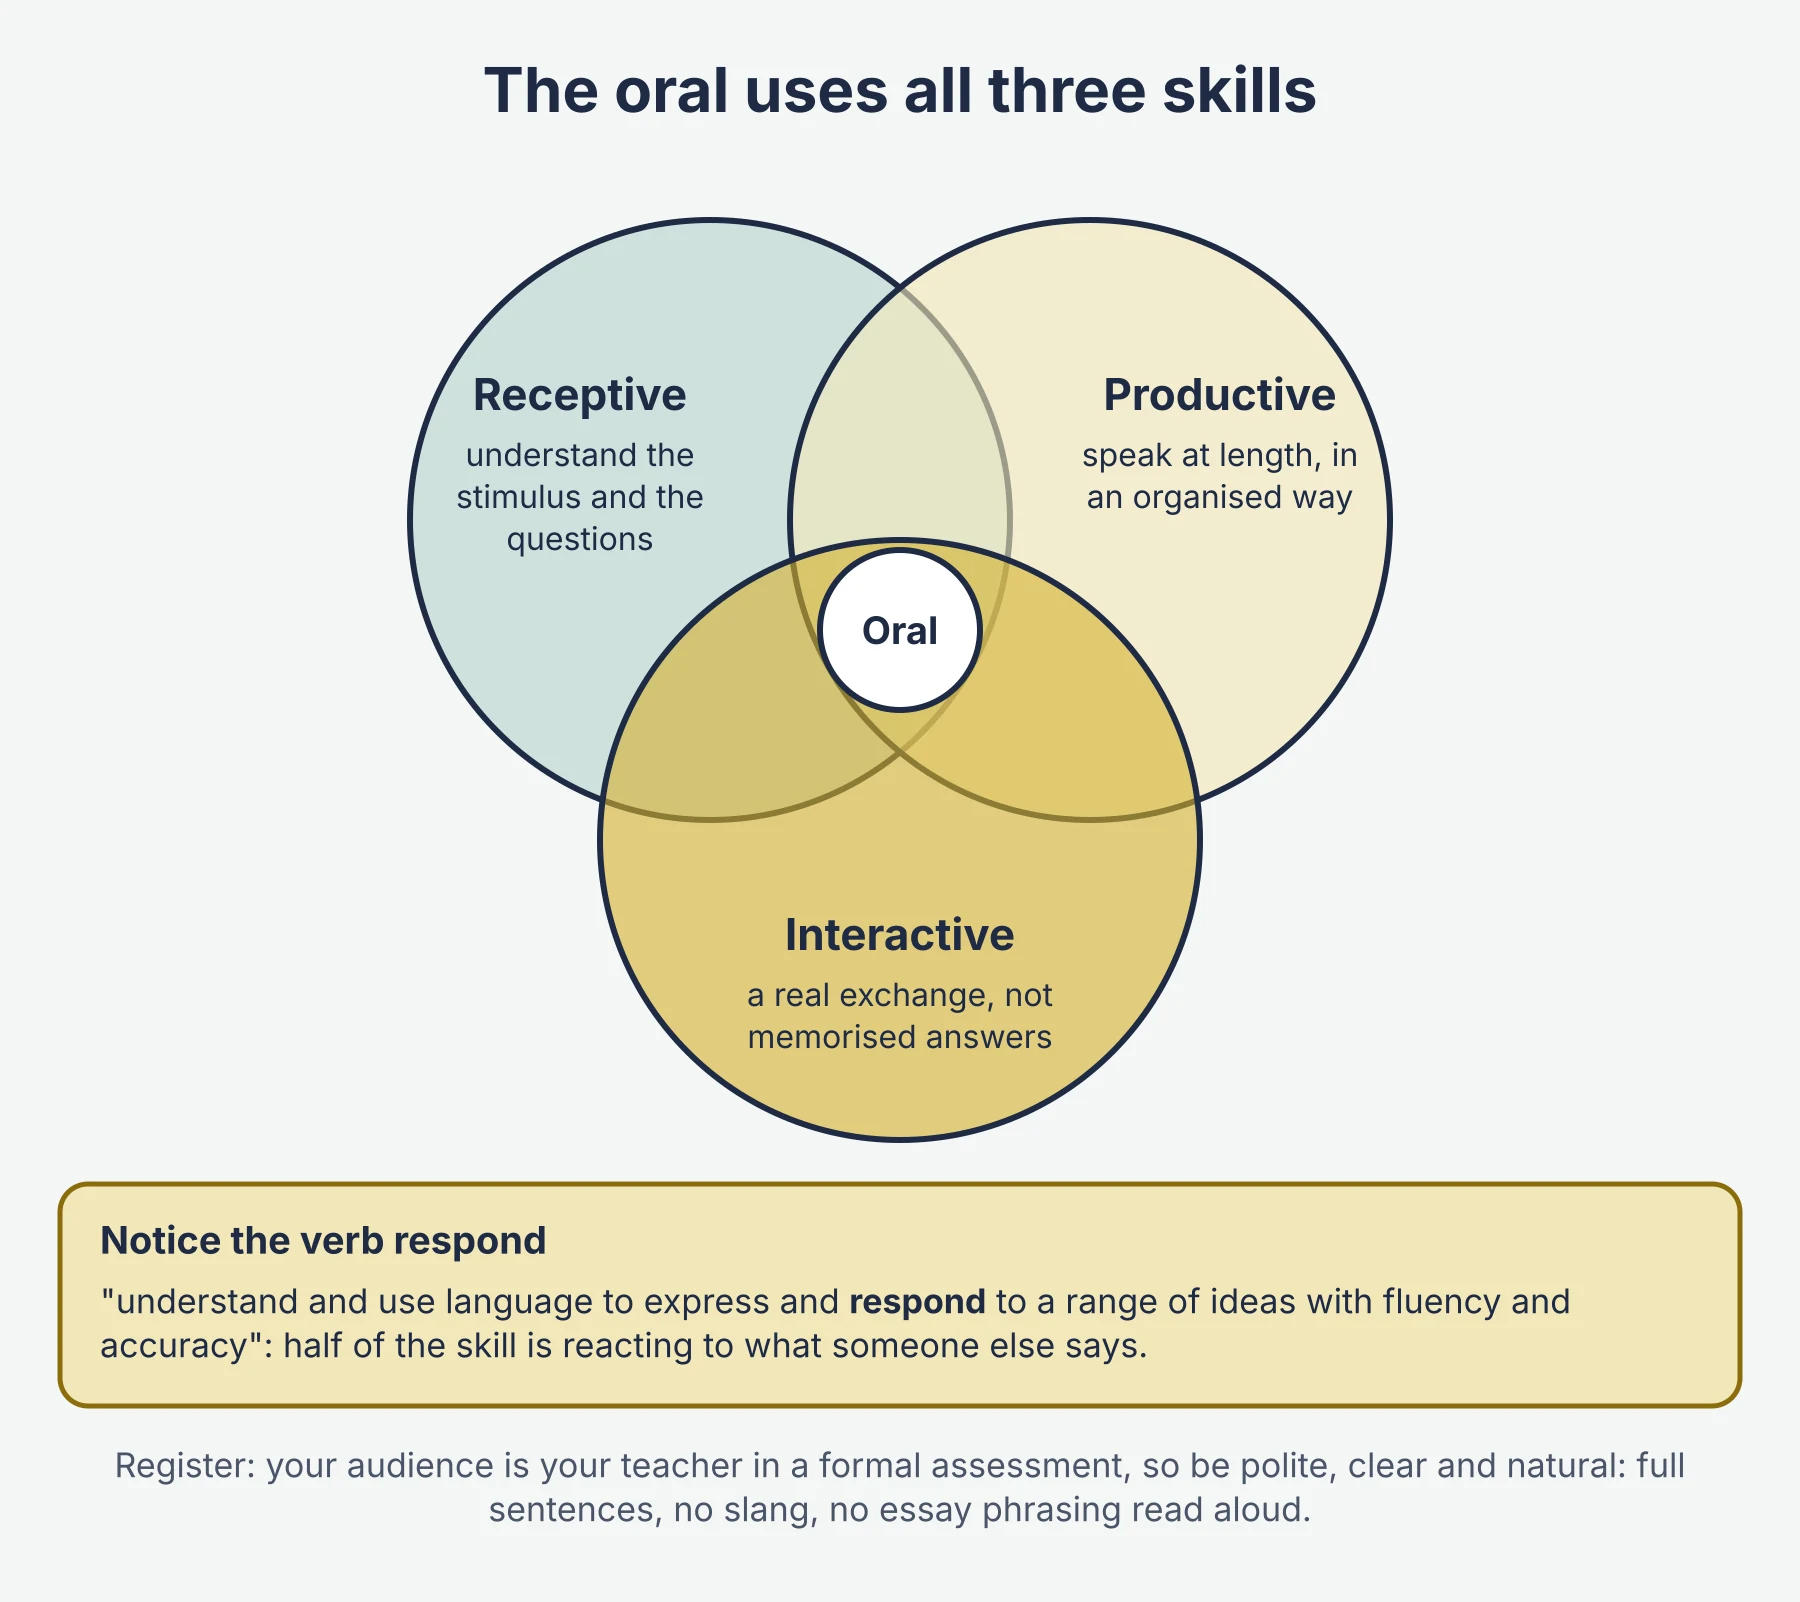 The oral uses all three skills
Receptive
understand the
stimulus and the
questions
Productive
speak at length, in
an organised way
Oral
Interactive
a real exchange, not
memorised answers
Notice the verb respond
"understand and use language to express and respond to a range of ideas with fluency and
accuracy": half of the skill is reacting to what someone else says.
Register: your audience is your teacher in a formal assessment, so be polite, clear and natural: full
sentences, no slang, no essay phrasing read aloud.